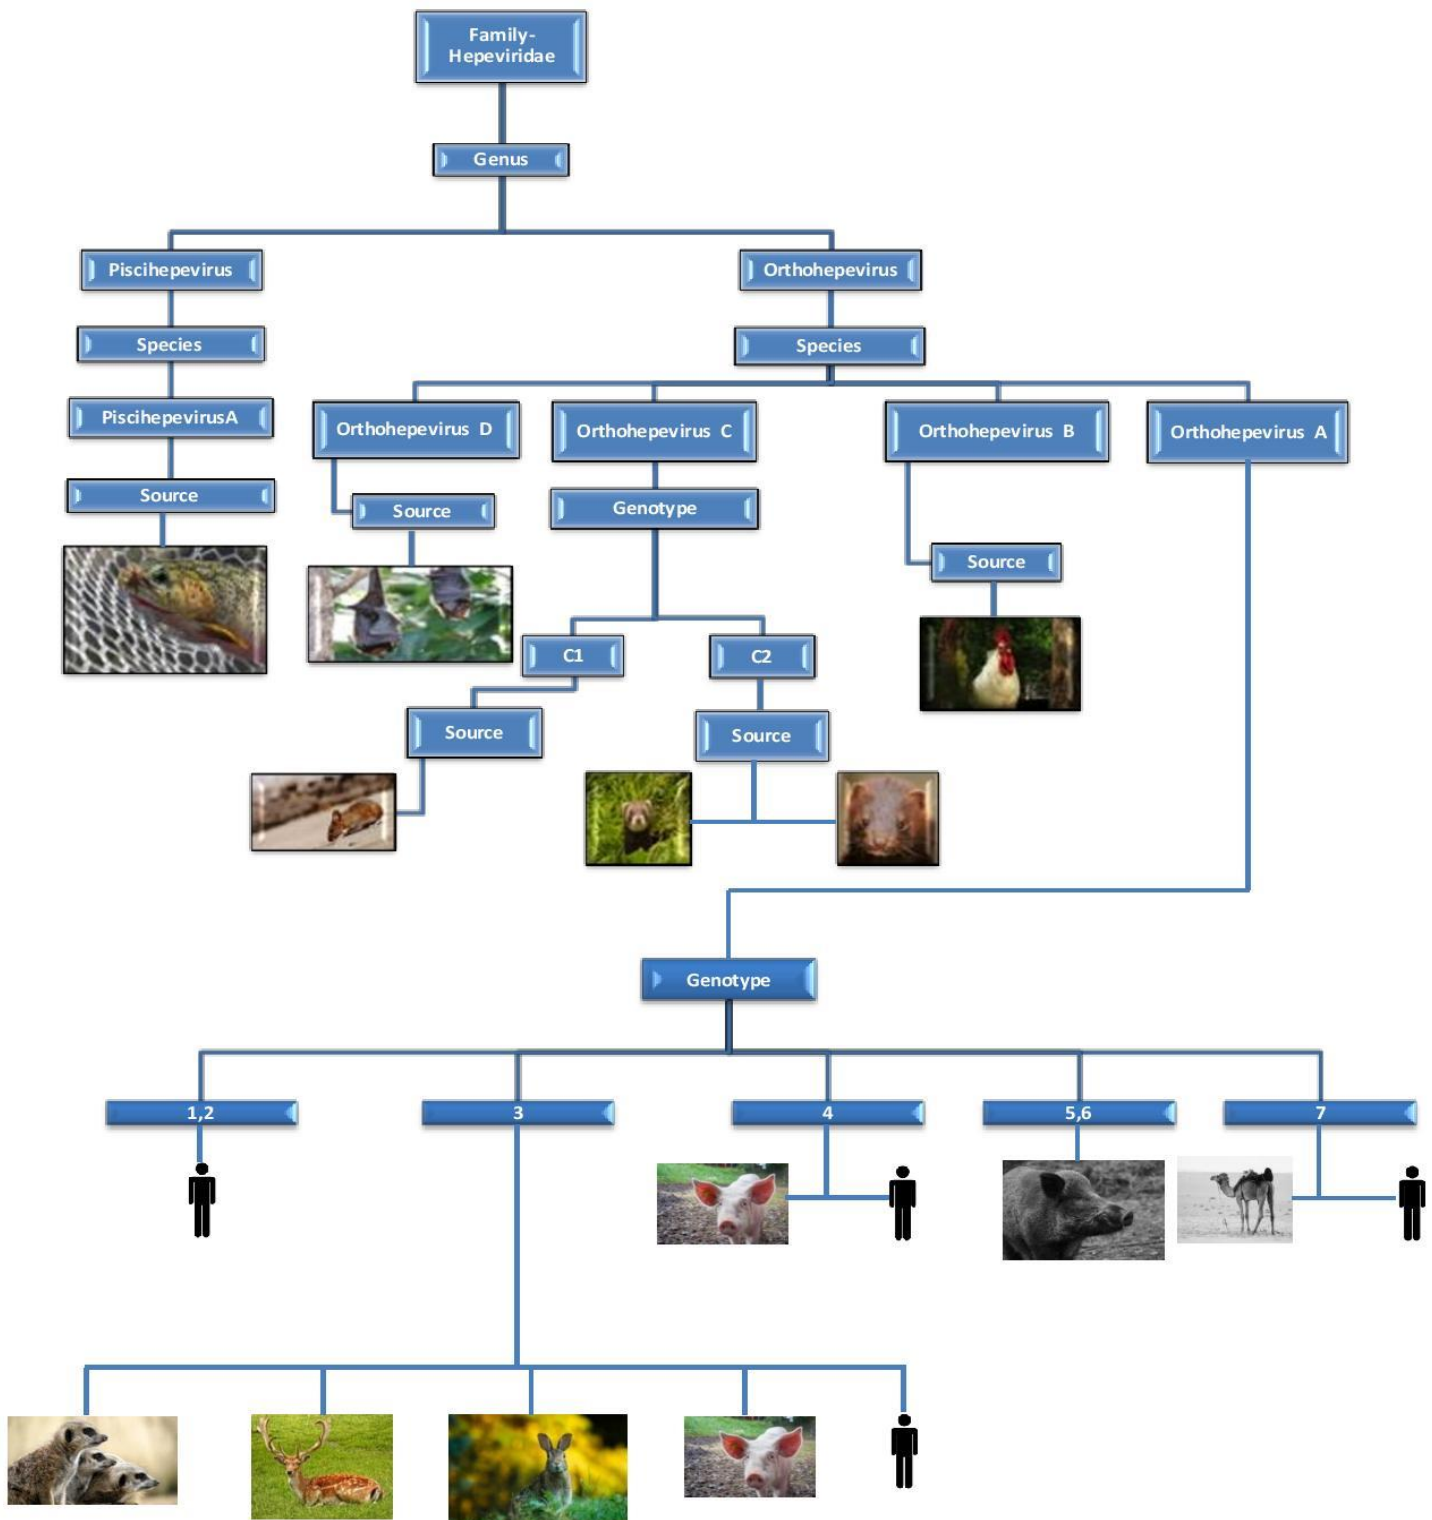 Family-
Hepeviridae
Genus
Piscihepevirus
Orthohepevirus
Species
Species
PiscihepevirusA
Orthohepevirus D
Orthohepevirus C
Orthohepevirus B
Orthohepevirus A
Source
Source
Genotype
Source
C1
C2
Source
Source
Genotype
1,2
3
4
5,6
7